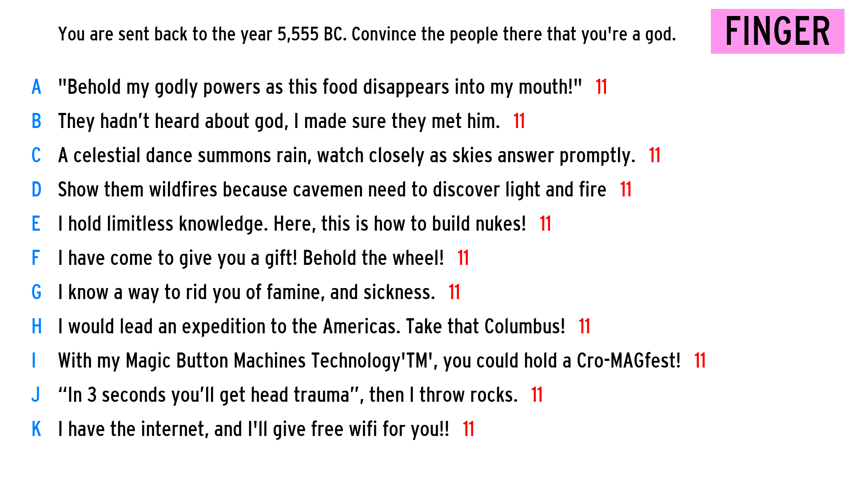 You are sent back to the year 5,555 BC. Convince the people there that you're a god.
FINGER
A "Behold my godly powers as this food disappears into my mouth!" 11
B They hadn’t heard about god, I made sure they met him. 11
C A celestial dance summons rain, watch closely as skies answer promptly. 11
D Show them wildfires because cavemen need to discover light and fire 11
E I hold limitless knowledge. Here, this is how to build nukes! 11
F I have come to give you a gift! Behold the wheel! 11
G I know a way to rid you of famine, and sickness. 11
H I would lead an expedition to the Americas. Take that Columbus! 11
I With my Magic Button Machines Technology'TM', you could hold a Cro-MAGfest! 11
J “In 3 seconds you’ll get head trauma”, then I throw rocks. 11
K I have the internet, and I'll give free wifi for you!! 11